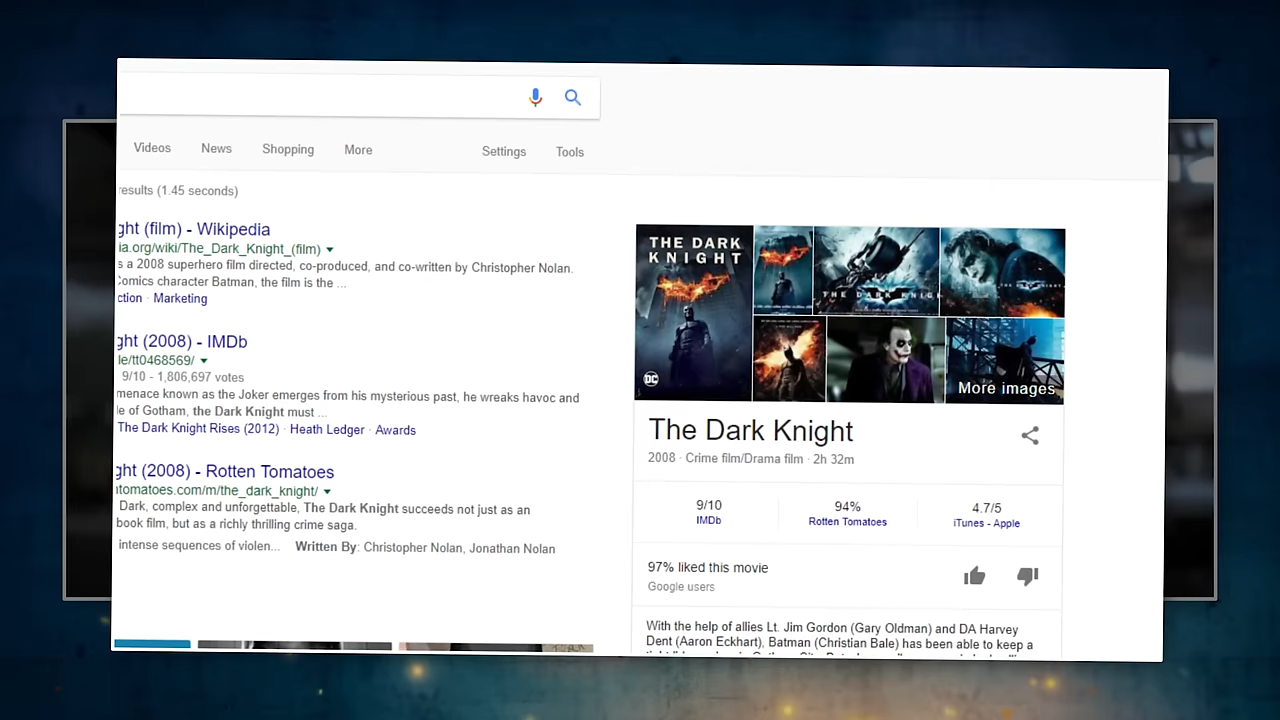 Videos News Shopping More Settings Tools
results (1.45 seconds)
ght (film) - Wikipedia
ia.org/wiki/The_Dark_Knight_(film)
s a 2008 superhero film directed, co-produced, and co-written by Christopher Nolan.
Comics character Batman, the film is the ...
ction · Marketing
ght (2008) - IMDb
le/tt0468569/
9/10 - 1,806,697 votes
menace known as the Joker emerges from his mysterious past, he wreaks havoc and
le of Gotham, the Dark Knight must ...
The Dark Knight Rises (2012) · Heath Ledger · Awards
ght (2008) - Rotten Tomatoes
ntomatoes.com/m/the_dark_knight/
Dark, complex and unforgettable, The Dark Knight succeeds not just as an
book film, but as a richly thrilling crime saga.
intense sequences of violen... Written By: Christopher Nolan, Jonathan Nolan
THE DARK
KNIGHT
DC
THE DARK KNIG
More images
The Dark Knight
2008 · Crime film/Drama film · 2h 32m
9/10
IMDb
94%
Rotten Tomatoes
4.7/5
iTunes - Apple
97% liked this movie
Google users
With the help of allies Lt. Jim Gordon (Gary Oldman) and DA Harvey
Dent (Aaron Eckhart), Batman (Christian Bale) has been able to keep a